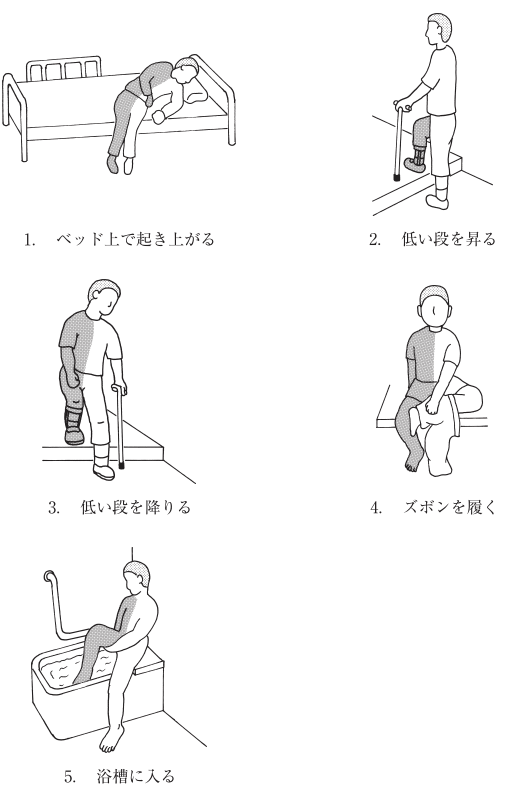 1. ベッド上で起き上がる
2. 低い段を昇る
3. 低い段を降りる
4. ズボンを履く
5. 浴槽に入る